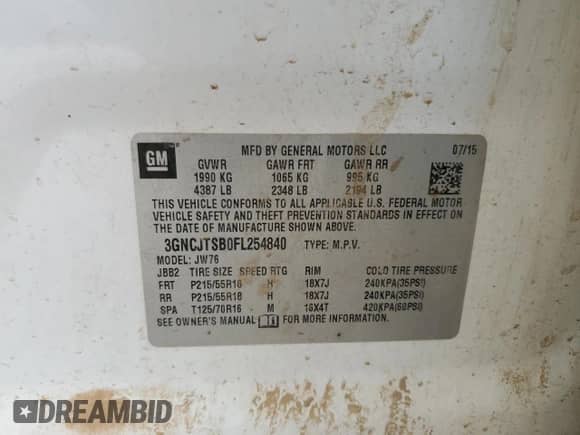 GM
MFD BY GENERAL MOTORS LLC 07/15
GVWR GAWR FRT GAWR RR
1990 KG 1065 KG 995 KG
4387 LB 2348 LB 2194 LB
THIS VEHICLE CONFORMS TO ALL APPLICABLE U.S. FEDERAL MOTOR
VEHICLE SAFETY AND THEFT PREVENTION STANDARDS IN EFFECT ON
THE DATE OF MANUFACTURE SHOWN ABOVE.
3GNCJTSB0FL254840 TYPE: M.P.V.
MODEL: JW76
JBB2 TIRE SIZE SPEED RTG RIM COLD TIRE PRESSURE
FRT P215/55R18 H 18X7J 240KPA(35PSI)
RR P215/55R18 H 18X7J 240KPA(35PSI)
SPA T125/70R16 M 16X4T 420KPA(60PSI)
SEE OWNER'S MANUAL FOR MORE INFORMATION.
DREAMBID